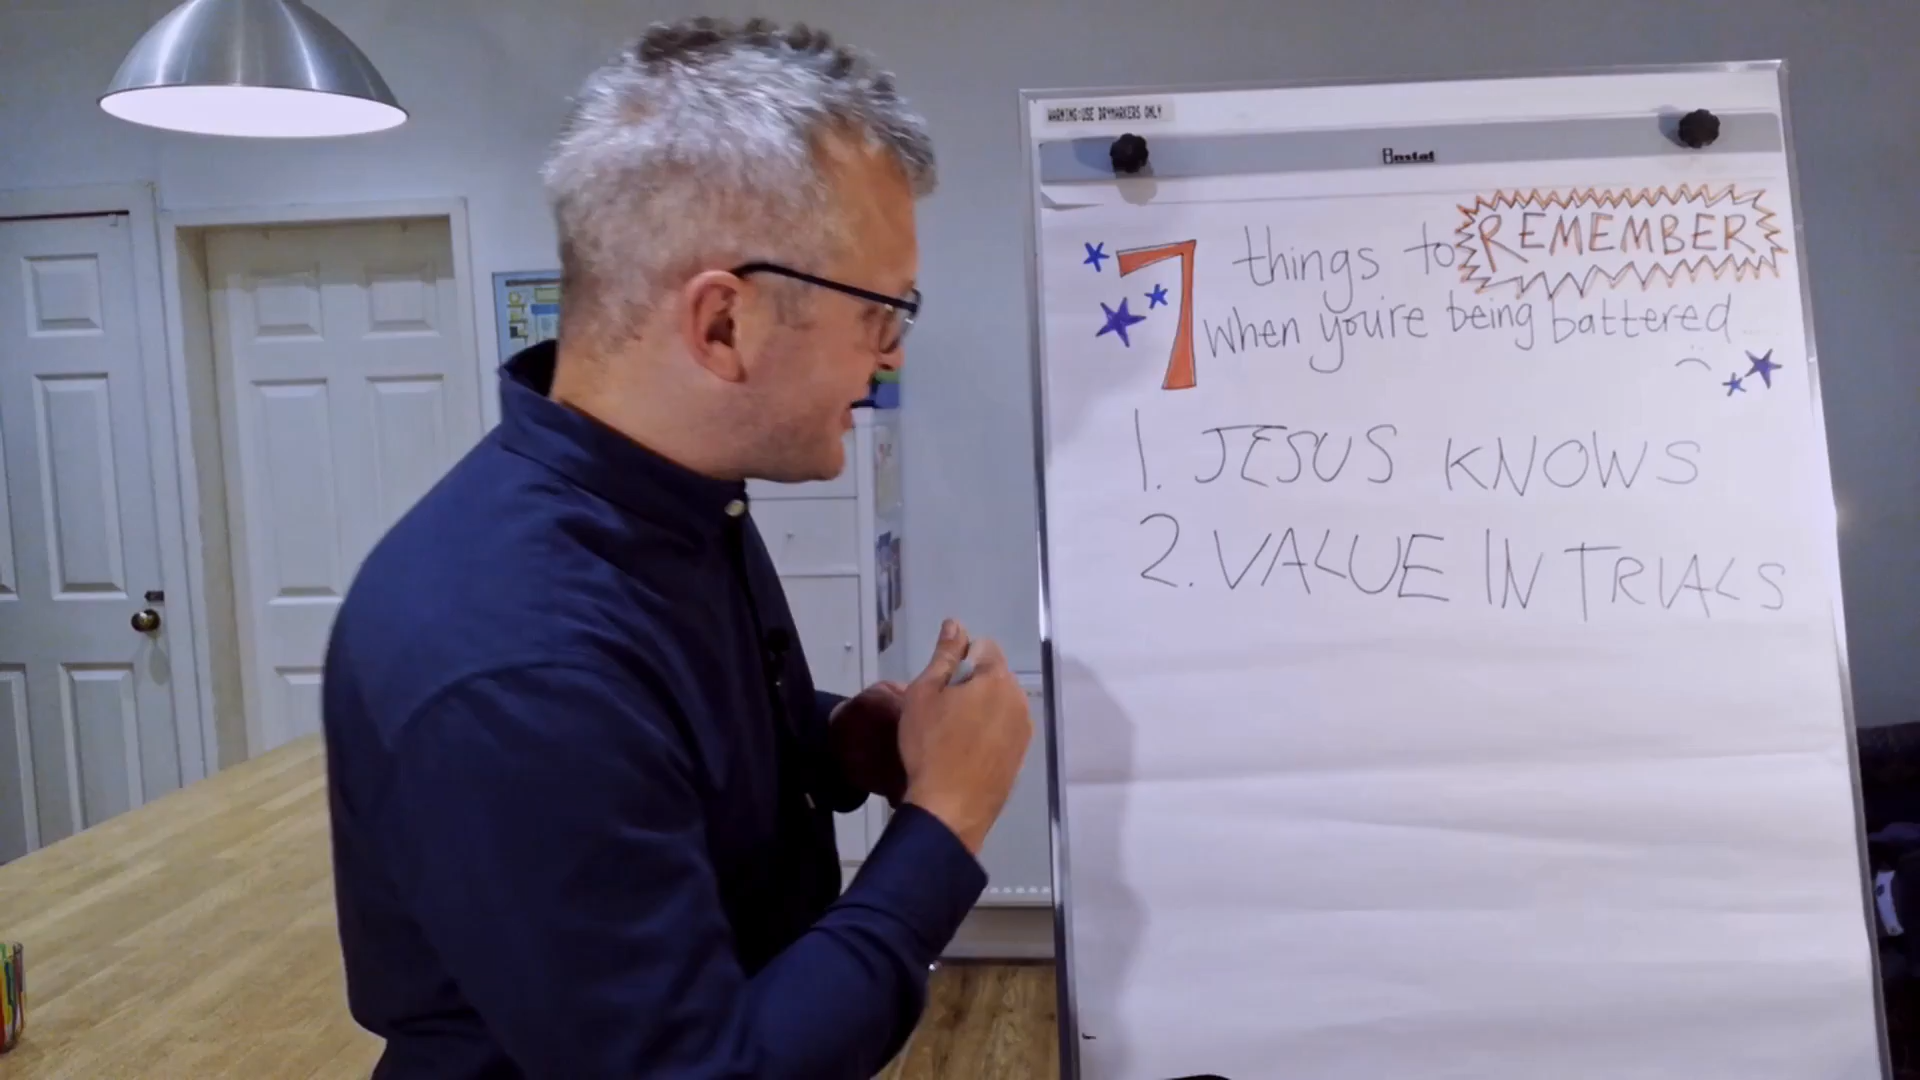 WARNING:USE DRYMARKERS ONLY
instat
7 things to REMEMBER
when you're being battered
1. JESUS KNOWS
2. VALUE IN TRIALS